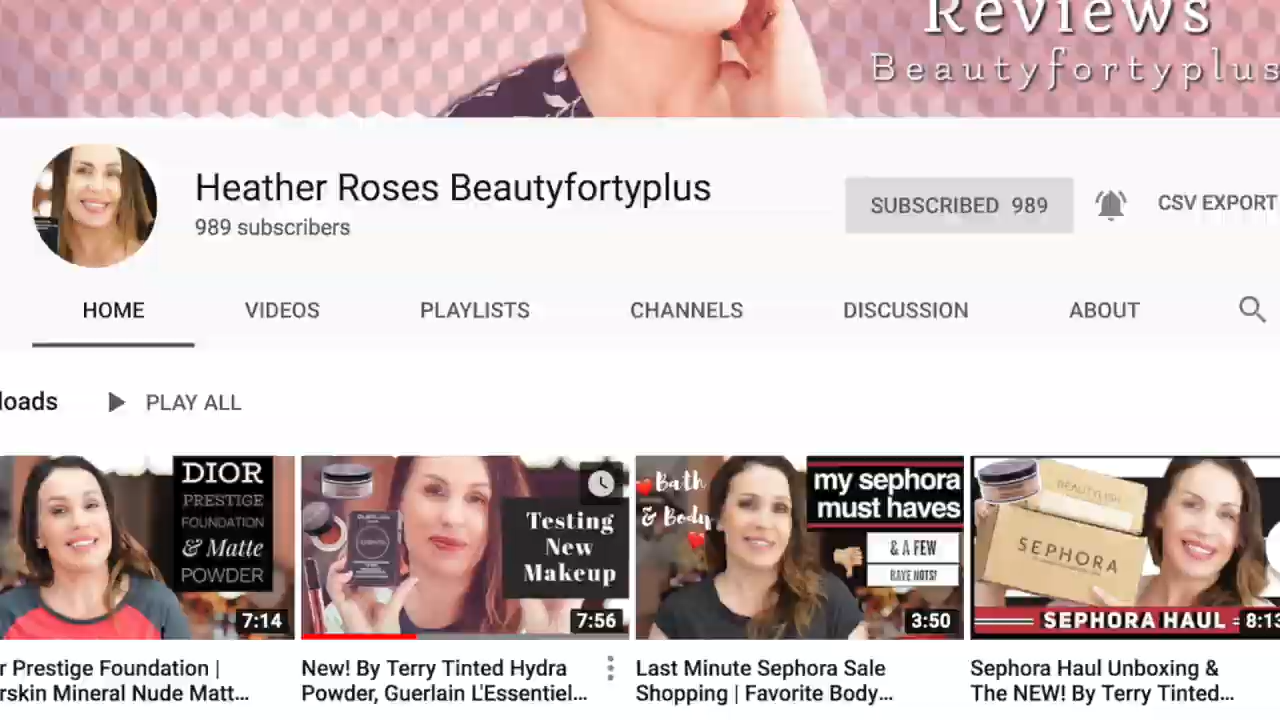 Reviews
Beautyfortyplus
Heather Roses Beautyfortyplus
989 subscribers
SUBSCRIBED 989
CSV EXPORT
HOME
VIDEOS
PLAYLISTS
CHANNELS
DISCUSSION
ABOUT
loads
PLAY ALL
DIOR
PRESTIGE
FOUNDATION
& Matte
POWDER
7:14
Testing
New
Makeup
7:56
Bath
& Body
my sephora
must haves
& A FEW
RAVE NOTS!
3:50
BEAUTYLISH
SEPHORA
SEPHORA HAUL
8:13
r Prestige Foundation |
rskin Mineral Nude Matt...
New! By Terry Tinted Hydra
Powder, Guerlain L'Essentiel...
Last Minute Sephora Sale
Shopping | Favorite Body...
Sephora Haul Unboxing &
The NEW! By Terry Tinted...